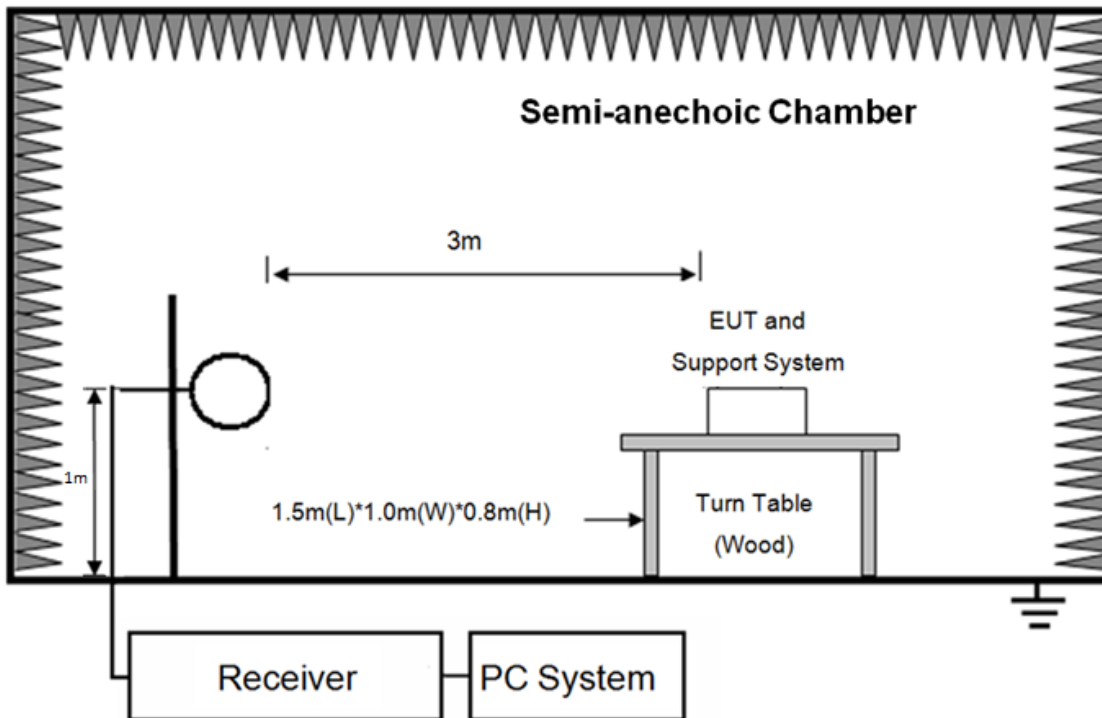 Semi-anechoic Chamber
3m
EUT and
Support System
1m
1.5m(L)*1.0m(W)*0.8m(H)
Turn Table
(Wood)
Receiver
PC System